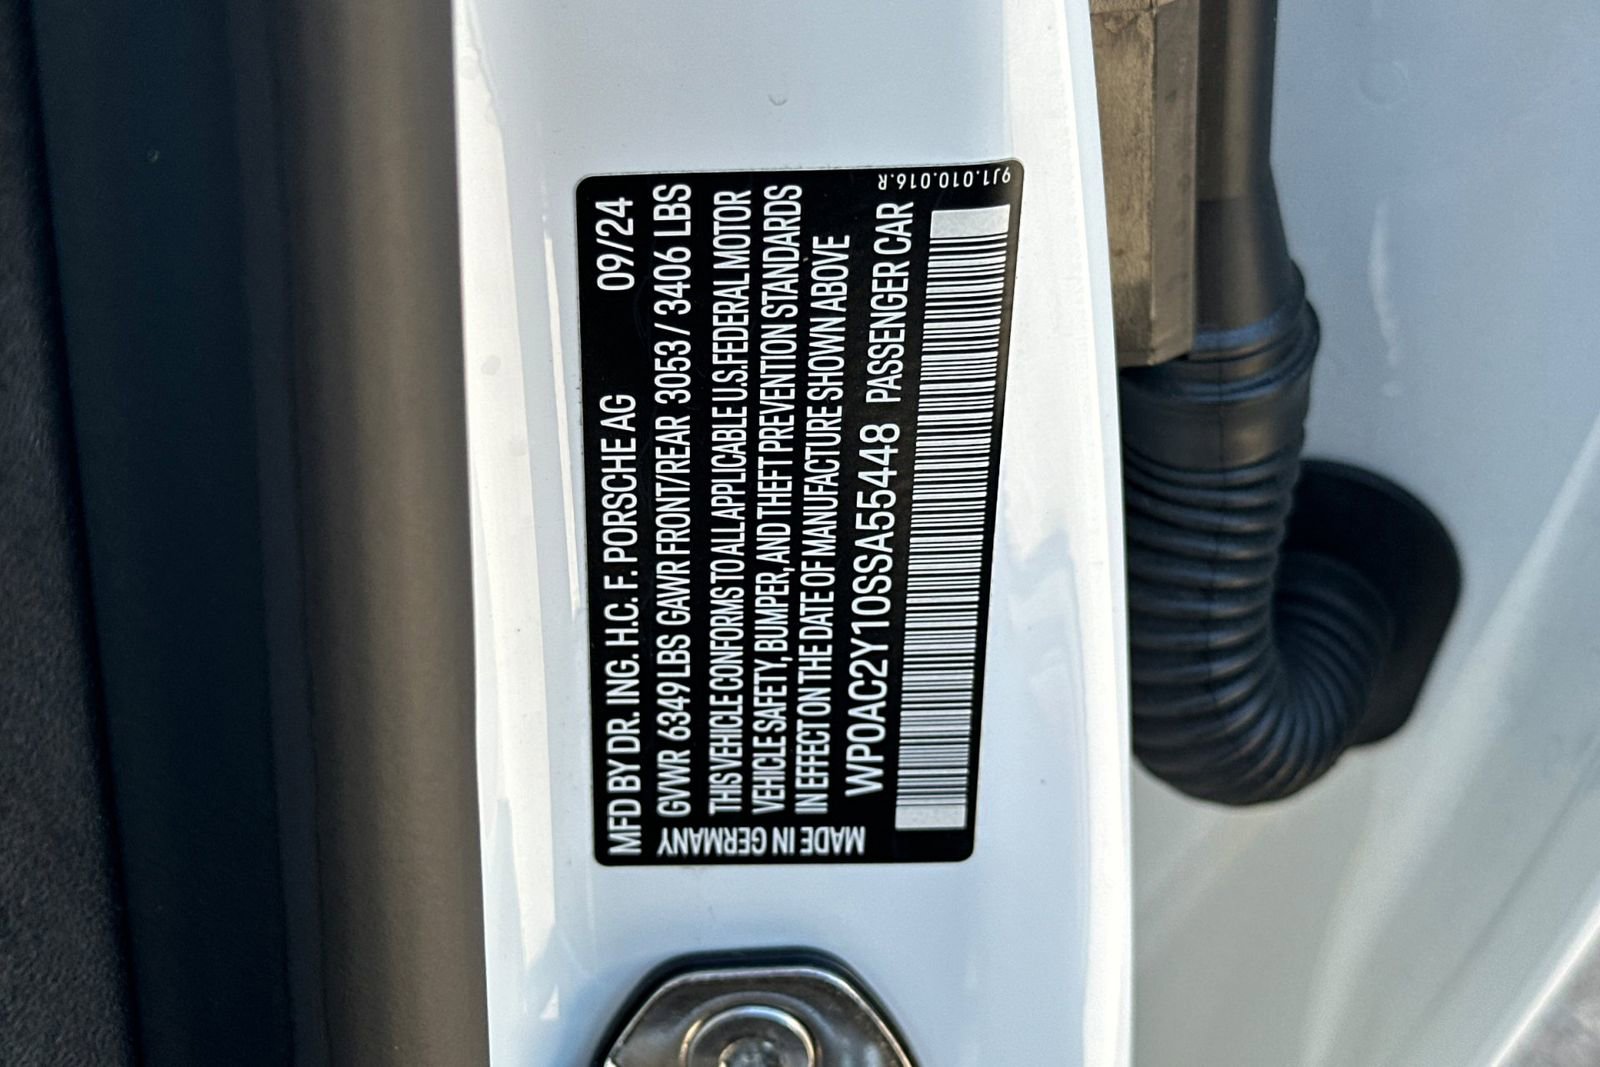 MFD BY DR. ING. H.C. F. PORSCHE AG 09/24
GVWR 6349 LBS GAWR FRONT/REAR 3053 / 3406 LBS
THIS VEHICLE CONFORMS TO ALL APPLICABLE U.S. FEDERAL MOTOR
VEHICLE SAFETY, BUMPER, AND THEFT PREVENTION STANDARDS
IN EFFECT ON THE DATE OF MANUFACTURE SHOWN ABOVE
WP0AC2Y10SSA55448 PASSENGER CAR
MADE IN GERMANY
9J1.010.016.R